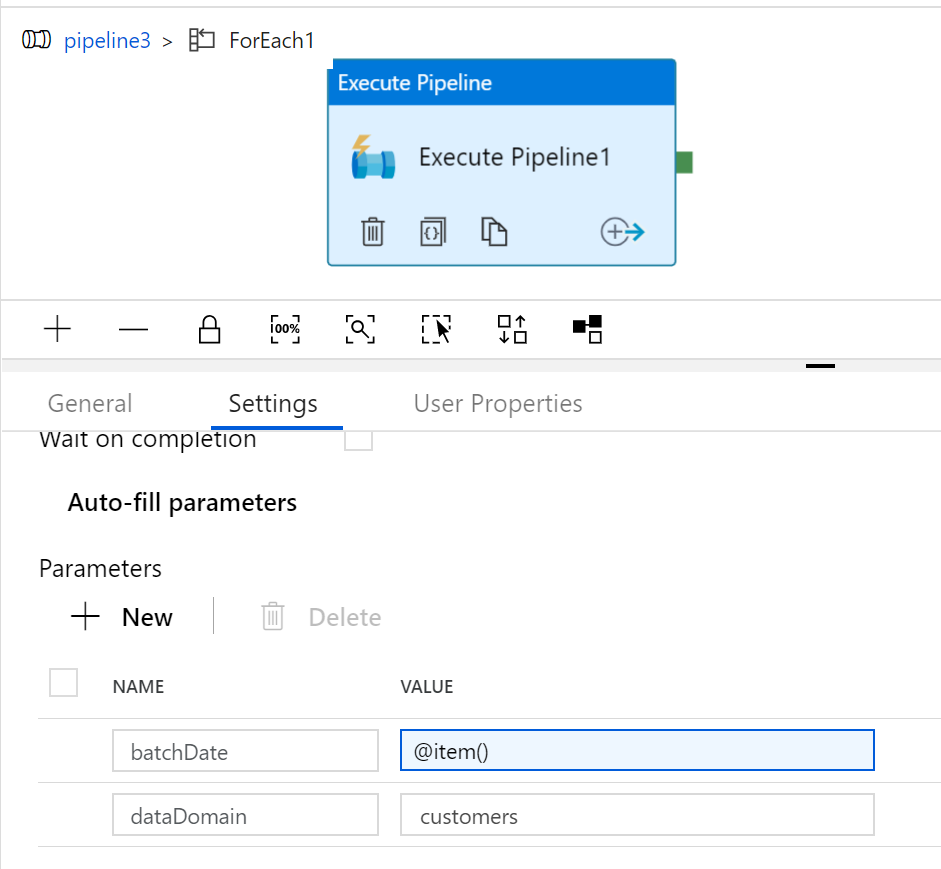 pipeline3 > ForEach1
Execute Pipeline
Execute Pipeline1
{}
100%
General Settings User Properties
Wait on completion
Auto-fill parameters
Parameters
New Delete
NAME VALUE
batchDate @item()
dataDomain customers